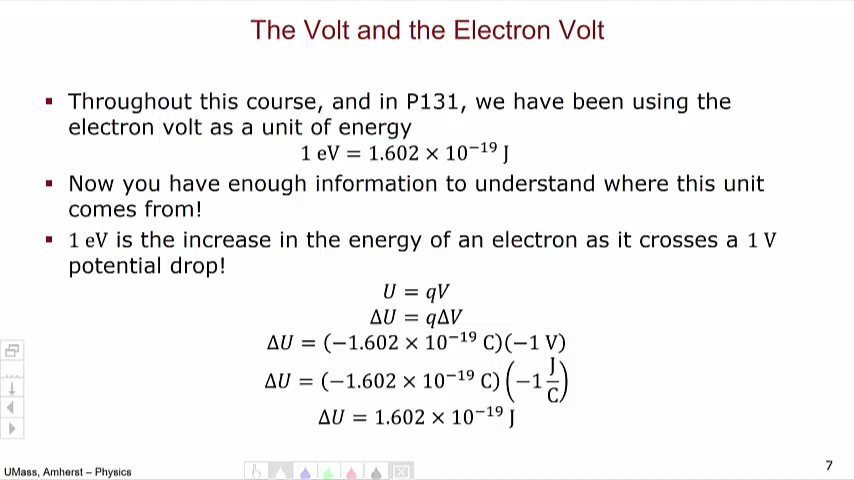 The Volt and the Electron Volt
▪ Throughout this course, and in P131, we have been using the
electron volt as a unit of energy
1 eV = 1.602 × 10⁻¹⁹ J
▪ Now you have enough information to understand where this unit
comes from!
▪ 1 eV is the increase in the energy of an electron as it crosses a 1 V
potential drop!
U = qV
ΔU = qΔV
ΔU = (−1.602 × 10⁻¹⁹ C)(−1 V)
ΔU = (−1.602 × 10⁻¹⁹ C)(−1 J/C)
ΔU = 1.602 × 10⁻¹⁹ J
UMass, Amherst – Physics
7